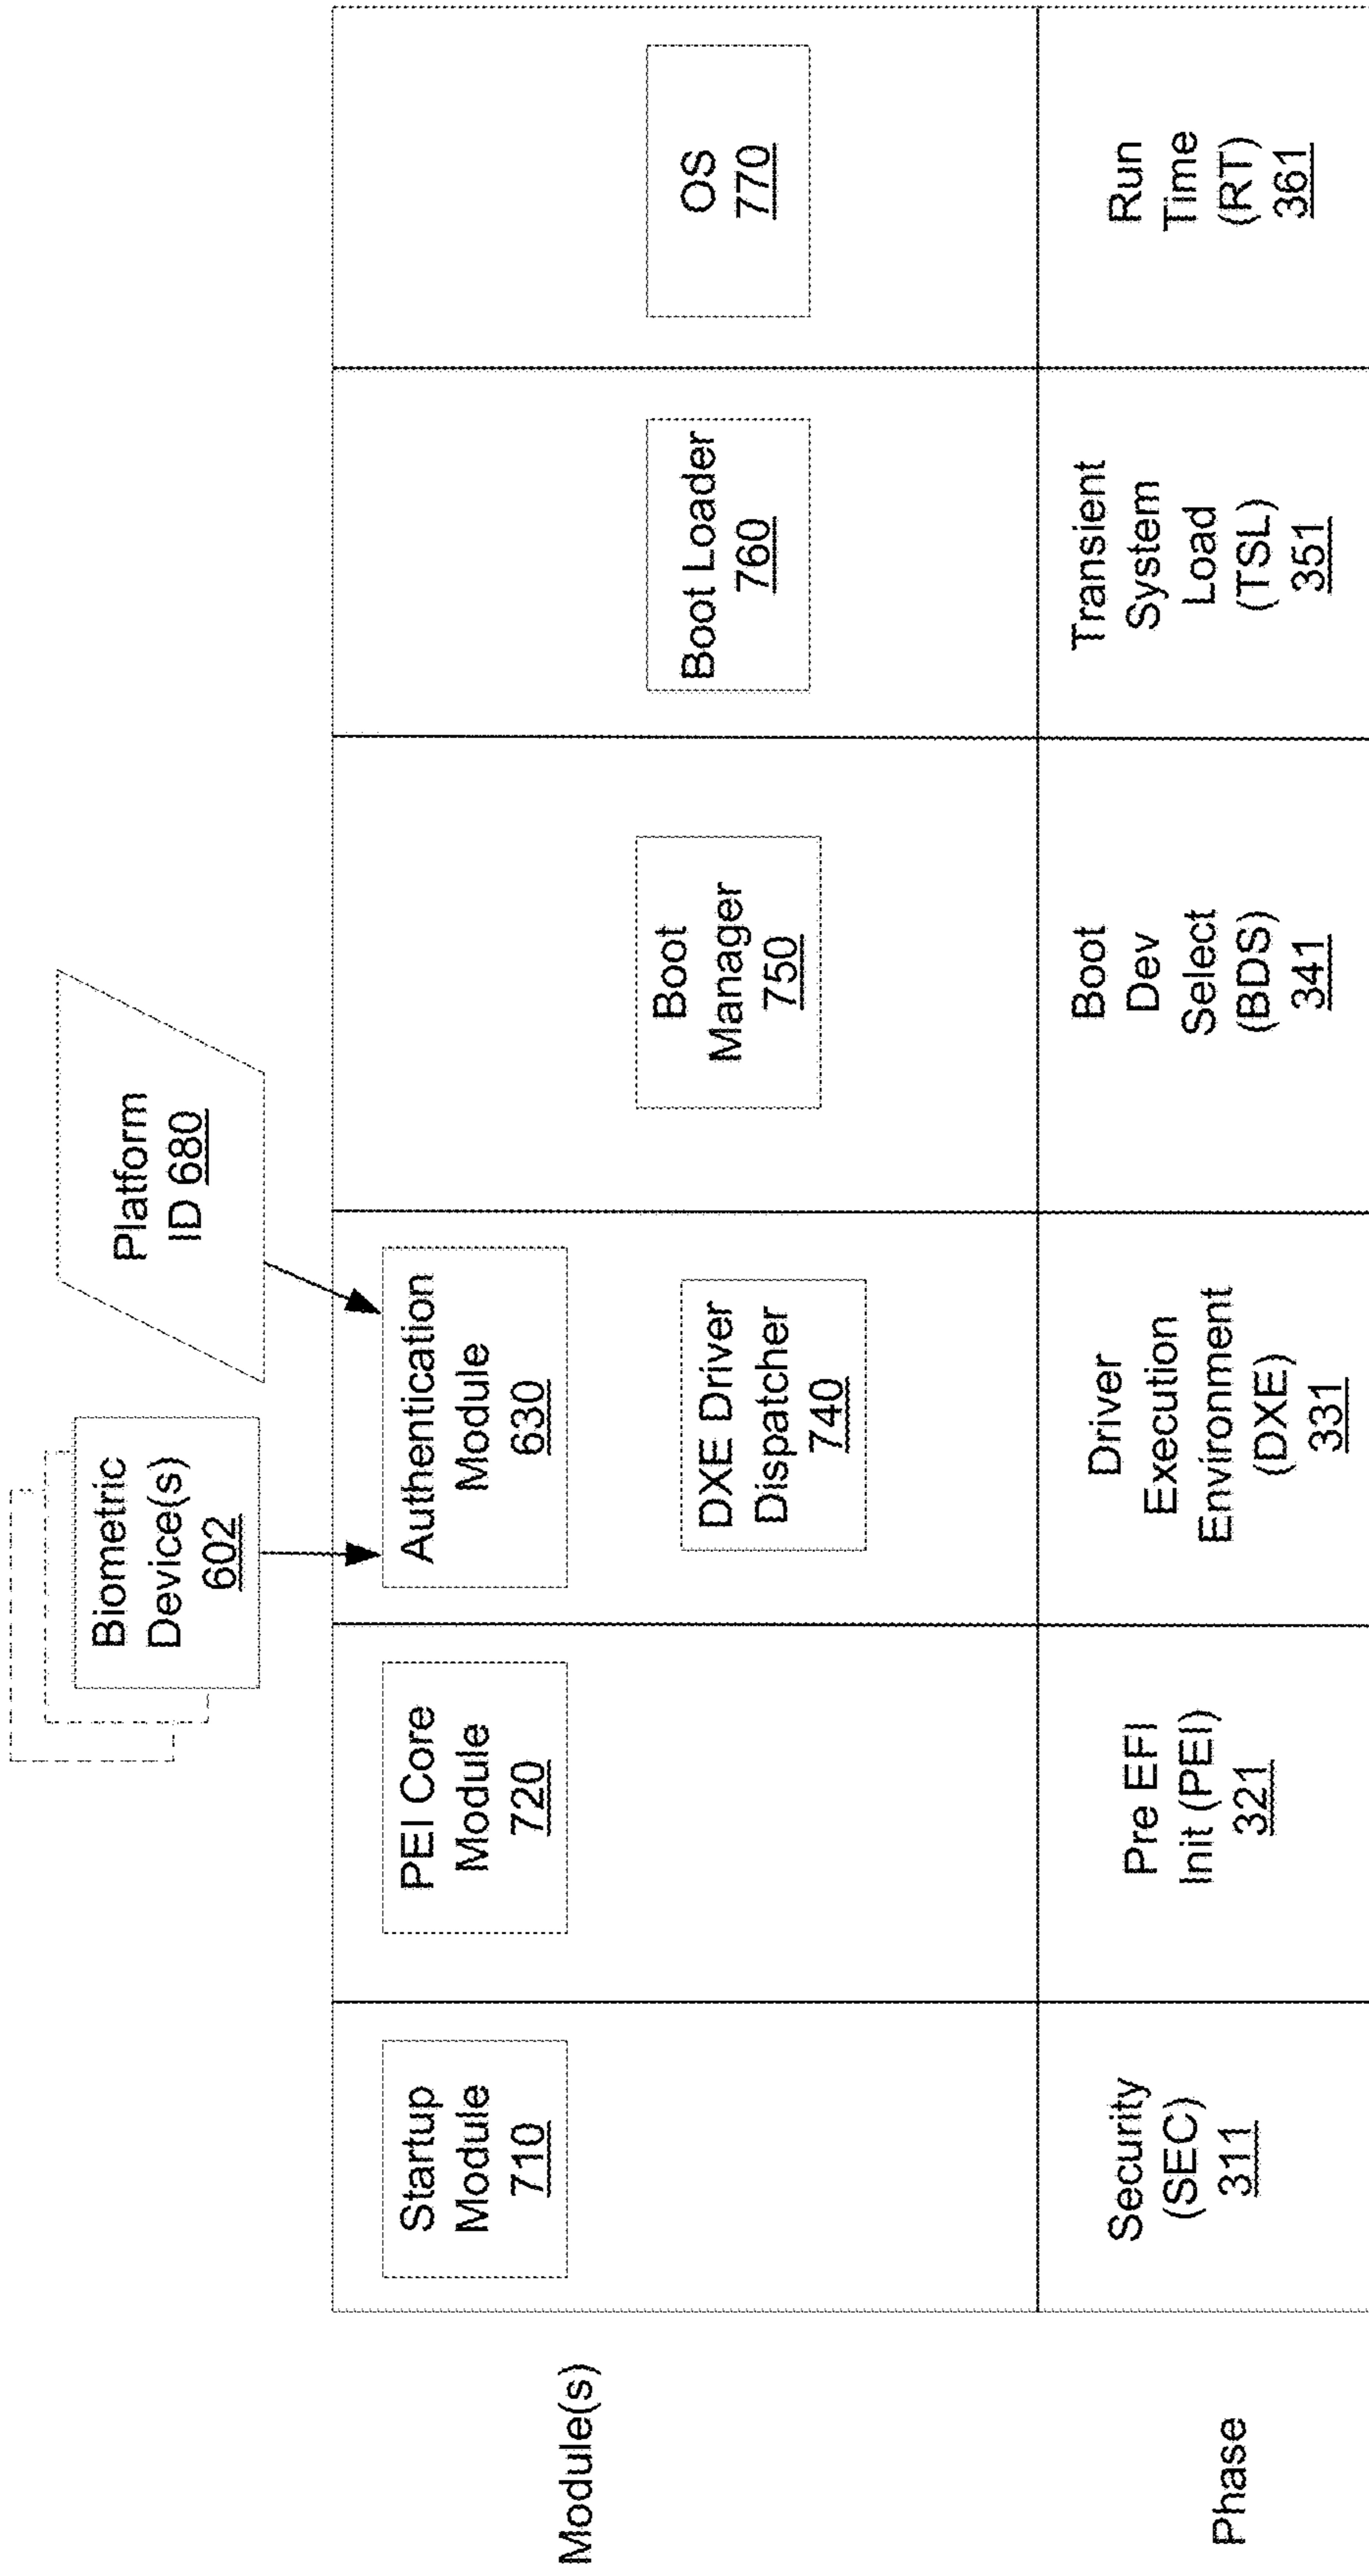 Biometric
Device(s)
602
Platform
ID 680
Module(s)
Startup
Module
710
PEI Core
Module
720
Authentication
Module
630
DXE Driver
Dispatcher
740
Boot
Manager
750
Boot Loader
760
OS
770
Phase
Security
(SEC)
311
Pre EFI
Init (PEI)
321
Driver
Execution
Environment
(DXE)
331
Boot
Dev
Select
(BDS)
341
Transient
System
Load
(TSL)
351
Run
Time
(RT)
361